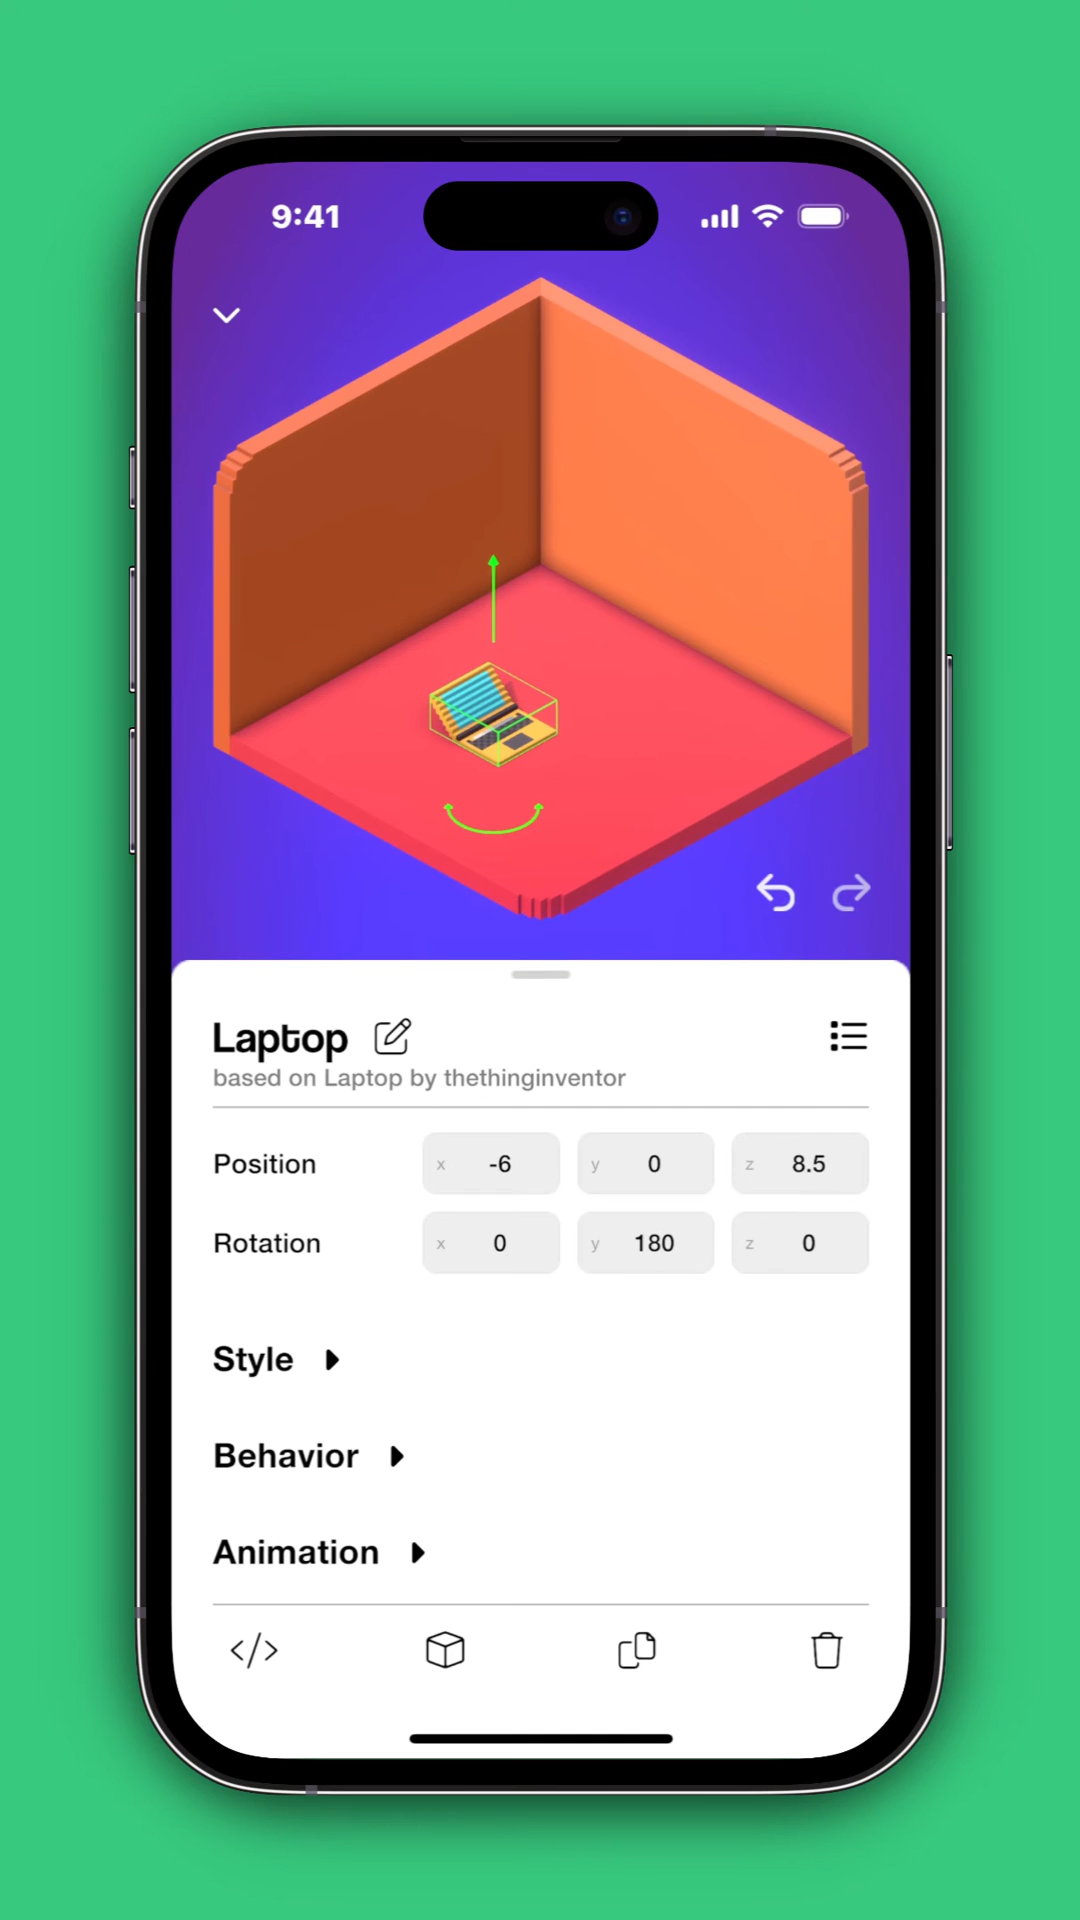 9:41
Laptop
based on Laptop by thethinginventor
Position x -6 y 0 z 8.5
Rotation x 0 y 180 z 0
Style
Behavior
Animation